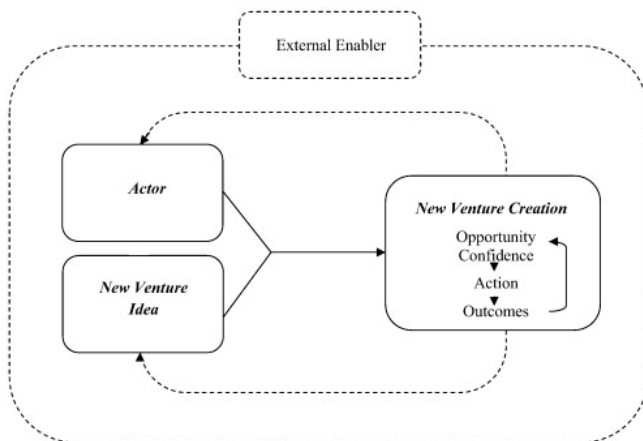 External Enabler
Actor
New Venture
Idea
New Venture Creation
Opportunity
Confidence
Action
Outcomes